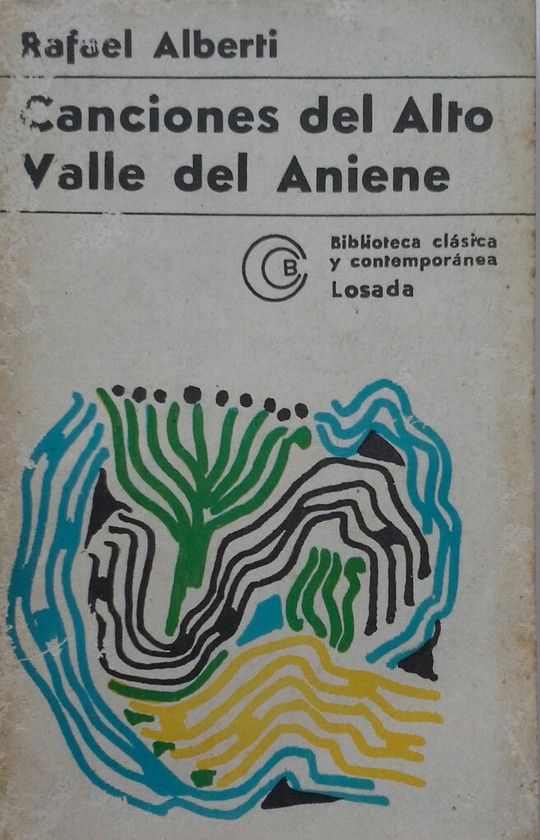 Rafael Alberti
Canciones del Alto
Valle del Aniene
B
Biblioteca clásica
y contemporánea
Losada